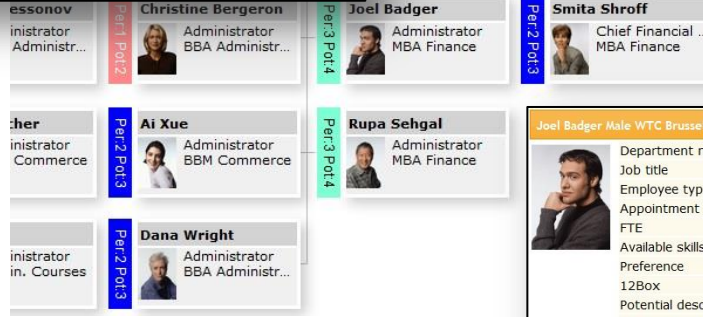 essonov
inistrator
Administr...
Per:1 Pot:2
Christine Bergeron
Administrator
BBA Administr...
Per:3 Pot:4
Joel Badger
Administrator
MBA Finance
Per:2 Pot:3
Smita Shroff
Chief Financial ...
MBA Finance
cher
inistrator
Commerce
Per:2 Pot:3
Ai Xue
Administrator
BBM Commerce
Per:3 Pot:4
Rupa Sehgal
Administrator
MBA Finance
inistrator
in. Courses
Per:2 Pot:3
Dana Wright
Administrator
BBA Administr...
Joel Badger Male WTC Brusse
Department n
Job title
Employee typ
Appointment
FTE
Available skills
Preference
12Box
Potential desc